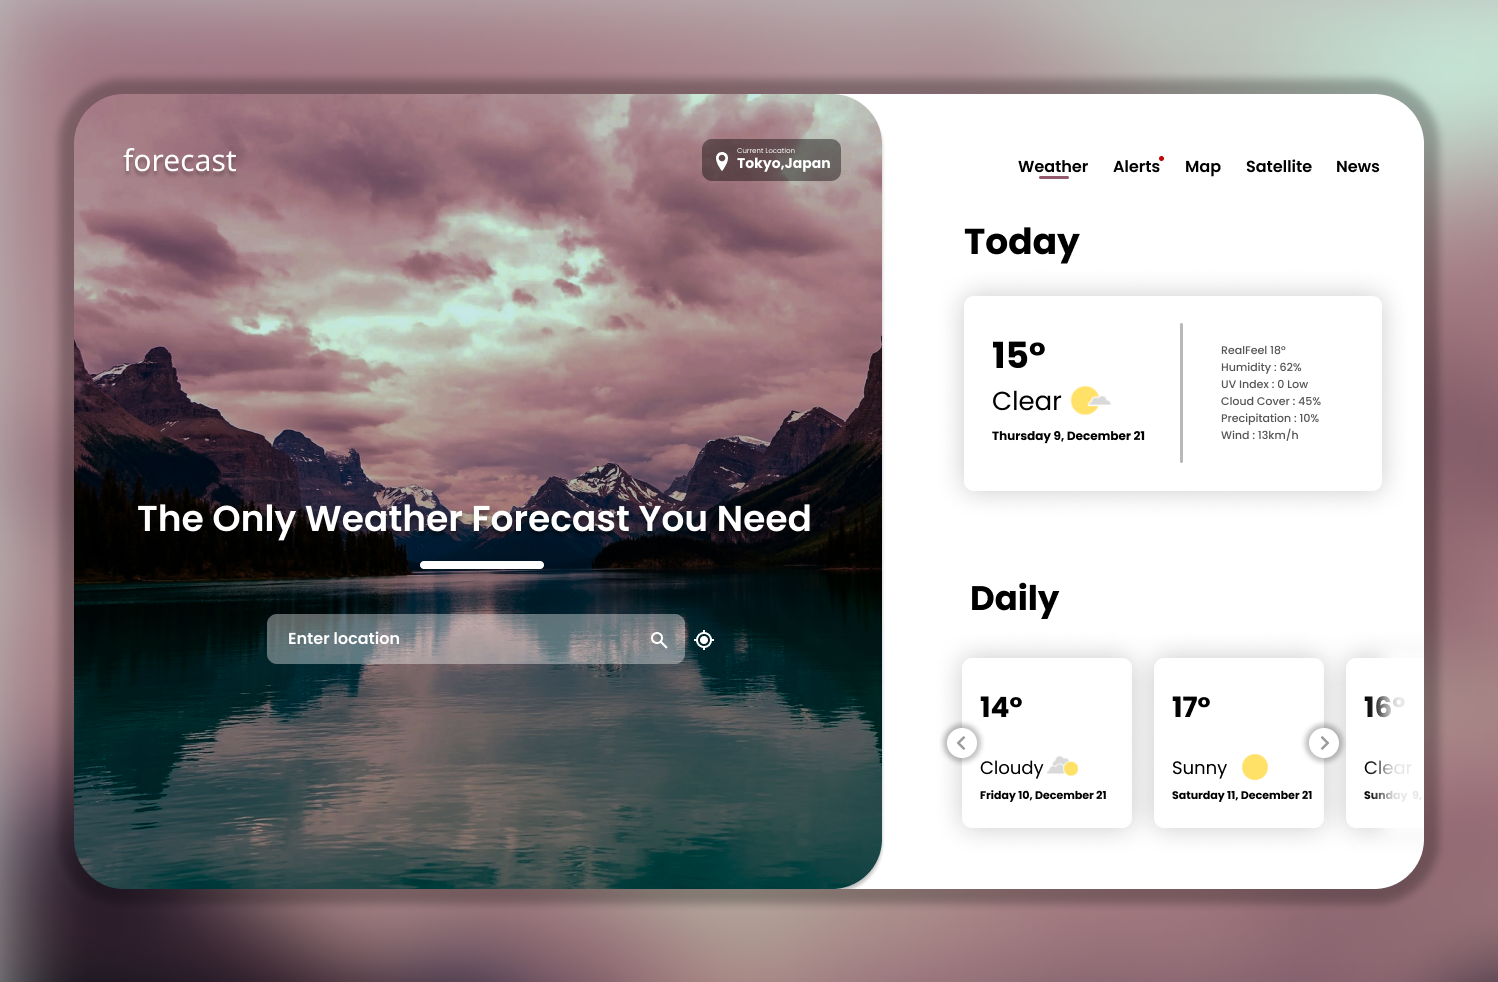 forecast
Current Location
Tokyo,Japan
The Only Weather Forecast You Need
Enter location
Weather Alerts Map Satellite News
Today
15°
Clear
Thursday 9, December 21
RealFeel 18°
Humidity : 62%
UV Index : 0 Low
Cloud Cover : 45%
Precipitation : 10%
Wind : 13km/h
Daily
14°
Cloudy
Friday 10, December 21
17°
Sunny
Saturday 11, December 21
16°
Clear
Sunday 9,